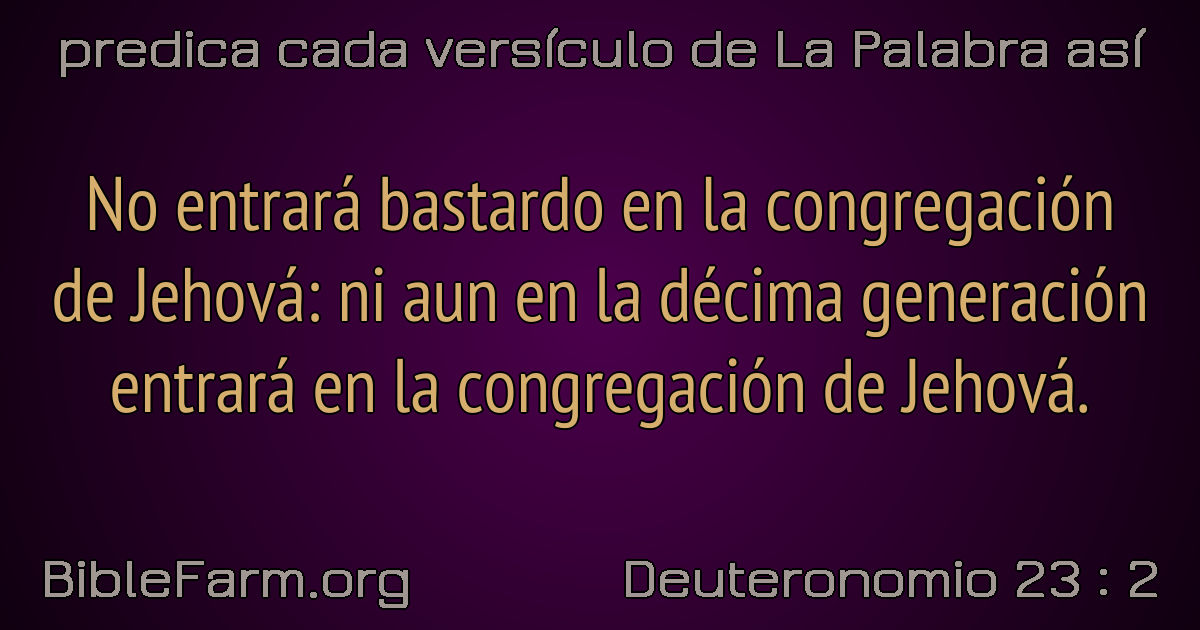 predica cada versículo de La Palabra así
No entrará bastardo en la congregación
de Jehová: ni aun en la décima generación
entrará en la congregación de Jehová.
BibleFarm.org
Deuteronomio 23 : 2